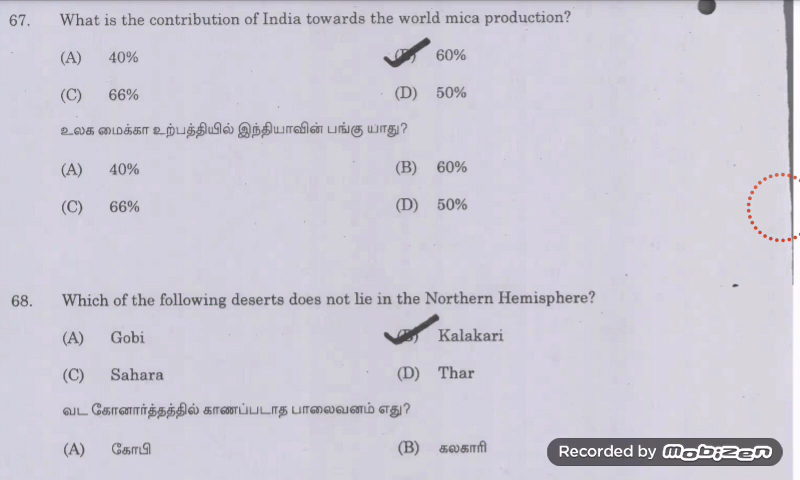 67. What is the contribution of India towards the world mica production?
(A) 40% (B) 60%
(C) 66% (D) 50%
உலக மைக்கா உற்பத்தியில் இந்தியாவின் பங்கு யாது?
(A) 40% (B) 60%
(C) 66% (D) 50%
68. Which of the following deserts does not lie in the Northern Hemisphere?
(A) Gobi (B) Kalakari
(C) Sahara (D) Thar
வட கோளார்த்தத்தில் காணப்படாத பாலைவனம் எது?
(A) கோபி (B) கலகாரி
Recorded by mobizen